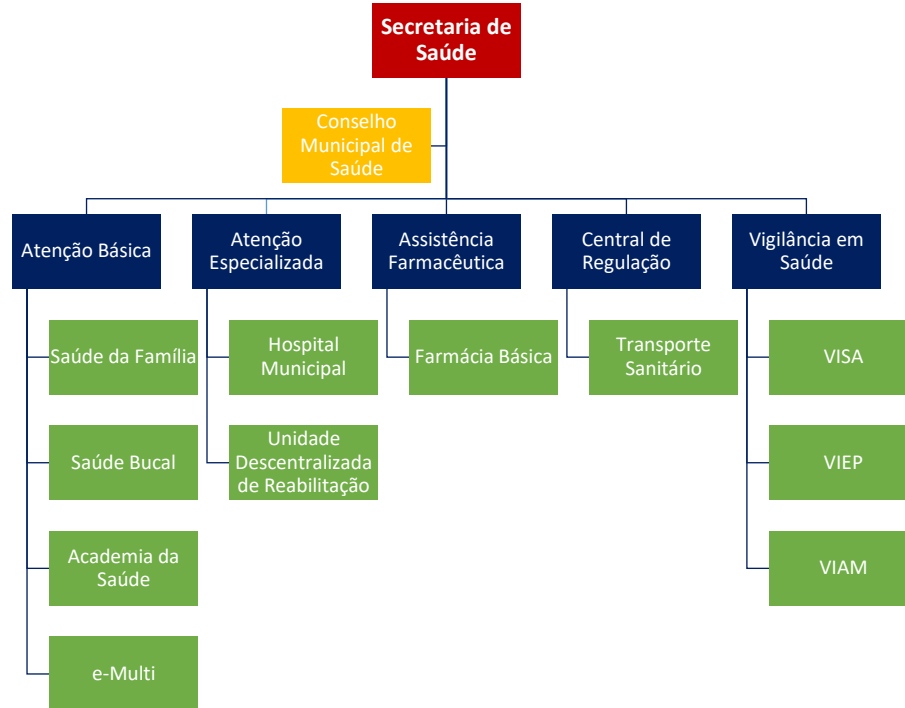 Secretaria de
Saúde
Conselho
Municipal de
Saúde
Atenção Básica
Atenção
Especializada
Assistência
Farmacêutica
Central de
Regulação
Vigilância em
Saúde
Saúde da Família
Hospital
Municipal
Farmácia Básica
Transporte
Sanitário
VISA
Saúde Bucal
Unidade
Descentralizada
de Reabilitação
VIEP
Academia da
Saúde
VIAM
e-Multi